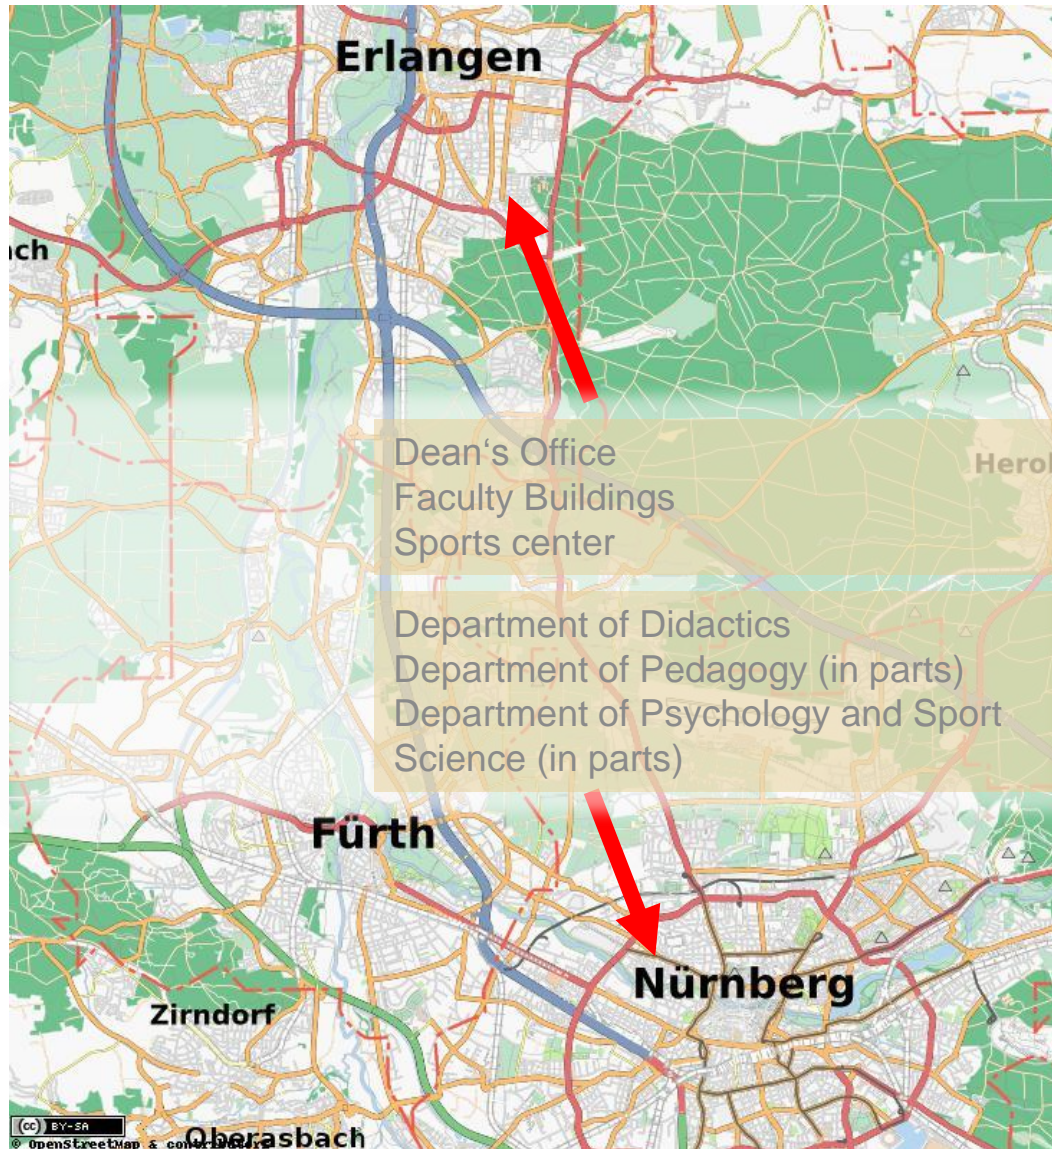 Erlangen
ch
Dean‘s Office
Faculty Buildings
Sports center
Herol
Department of Didactics
Department of Pedagogy (in parts)
Department of Psychology and Sport
Science (in parts)
Fürth
Nürnberg
Zirndorf
(cc) BY-SA
Oberasbach
© OpenStreetMap & contributors